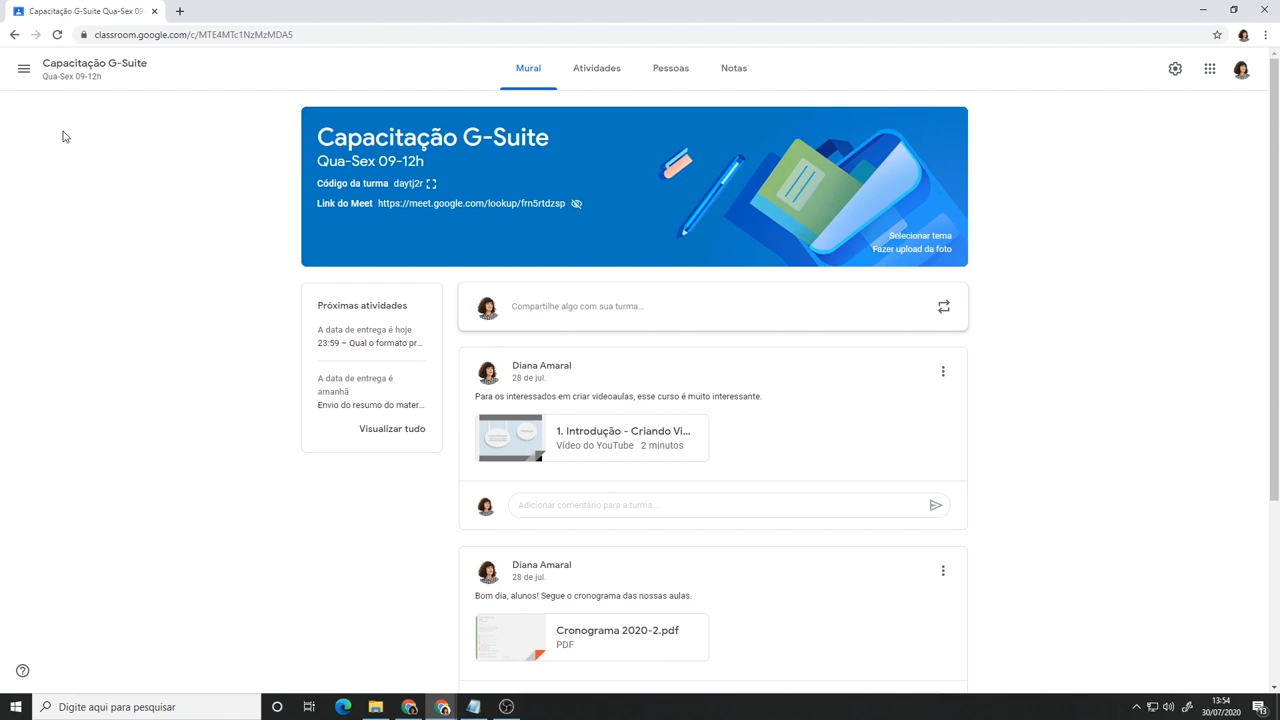 Capacitação G-Suite Qua-Sex 09
classroom.google.com/c/MTE4MTc1NzMzMDA5
Capacitação G-Suite
Qua-Sex 09-12h
Mural
Atividades
Pessoas
Notas
Capacitação G-Suite
Qua-Sex 09-12h
Código da turma daytj2r
Link do Meet https://meet.google.com/lookup/frn5rtdzsp
Selecionar tema
Fazer upload da foto
Próximas atividades
A data de entrega é hoje
23:59 – Qual o formato pr...
A data de entrega é
amanhã
Envio do resumo do mater...
Visualizar tudo
Compartilhe algo com sua turma...
Diana Amaral
28 de jul.
Para os interessados em criar videoaulas, esse curso é muito interessante.
1. Introdução - Criando Vi...
Vídeo do YouTube 2 minutos
Adicionar comentário para a turma...
Diana Amaral
28 de jul.
Bom dia, alunos! Segue o cronograma das nossas aulas.
Cronograma 2020-2.pdf
PDF
Digite aqui para pesquisar
13:54
30/07/2020
13